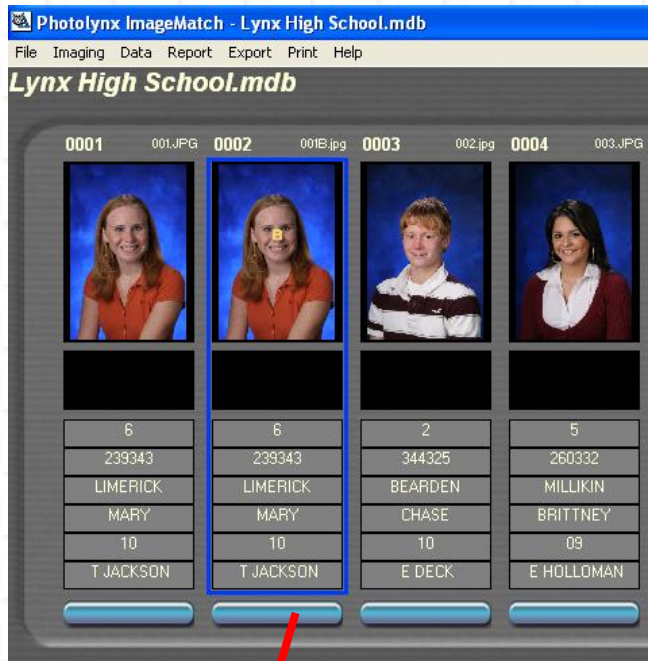 Photolynx ImageMatch - Lynx High School.mdb
File Imaging Data Report Export Print Help
Lynx High School.mdb
0001 001.JPG 0002 001B.jpg 0003 002.jpg 0004 003.JPG
B
6 6 2 5
239343 239343 344325 260332
LIMERICK LIMERICK BEARDEN MILLIKIN
MARY MARY CHASE BRITTNEY
10 10 10 09
T JACKSON T JACKSON E DECK E HOLLOMAN